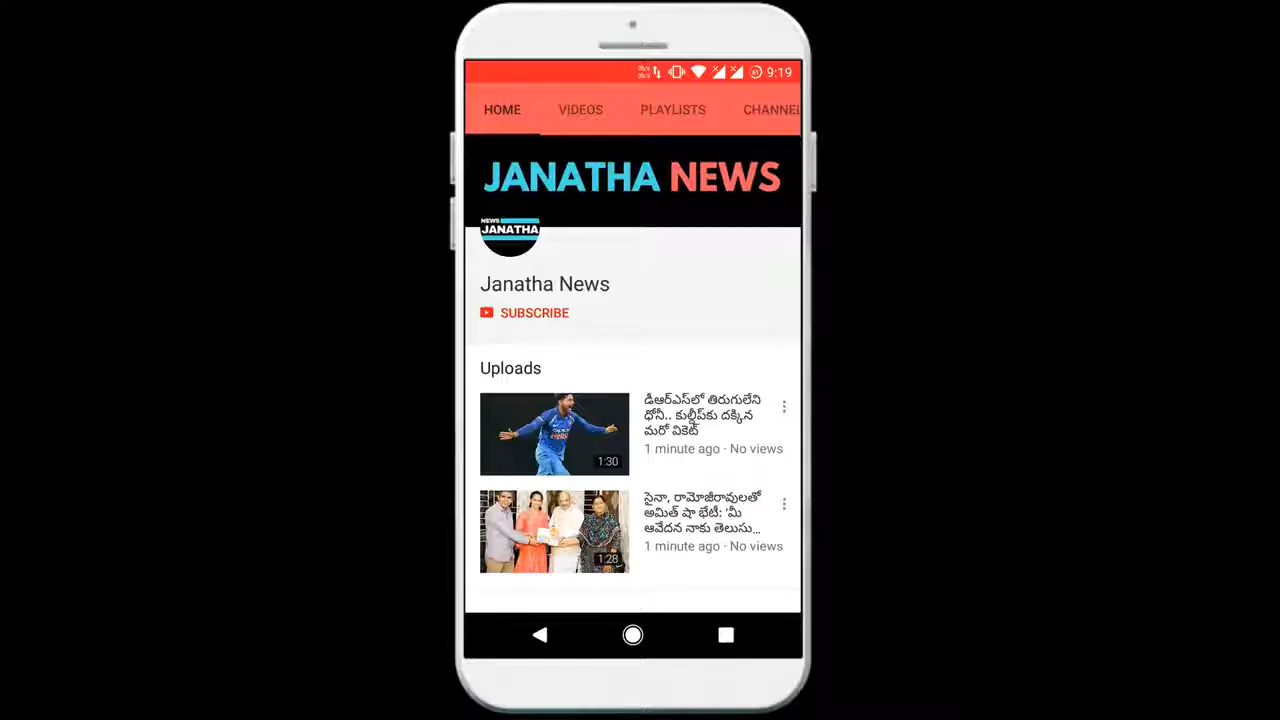 9:19
HOME VIDEOS PLAYLISTS CHANNEL
JANATHA NEWS
NEWS
JANATHA
Janatha News
SUBSCRIBE
Uploads
డీఆర్ఎస్‌లో తిరుగులేని
ధోనీ.. కుల్దీప్‌కు దక్కిన
మరో వికెట్
1 minute ago · No views
1:30
సైనా, రామోజీరావులతో
అమిత్ షా భేటీ: 'మీ
ఆవేదన నాకు తెలుసు...
1 minute ago · No views
1:28